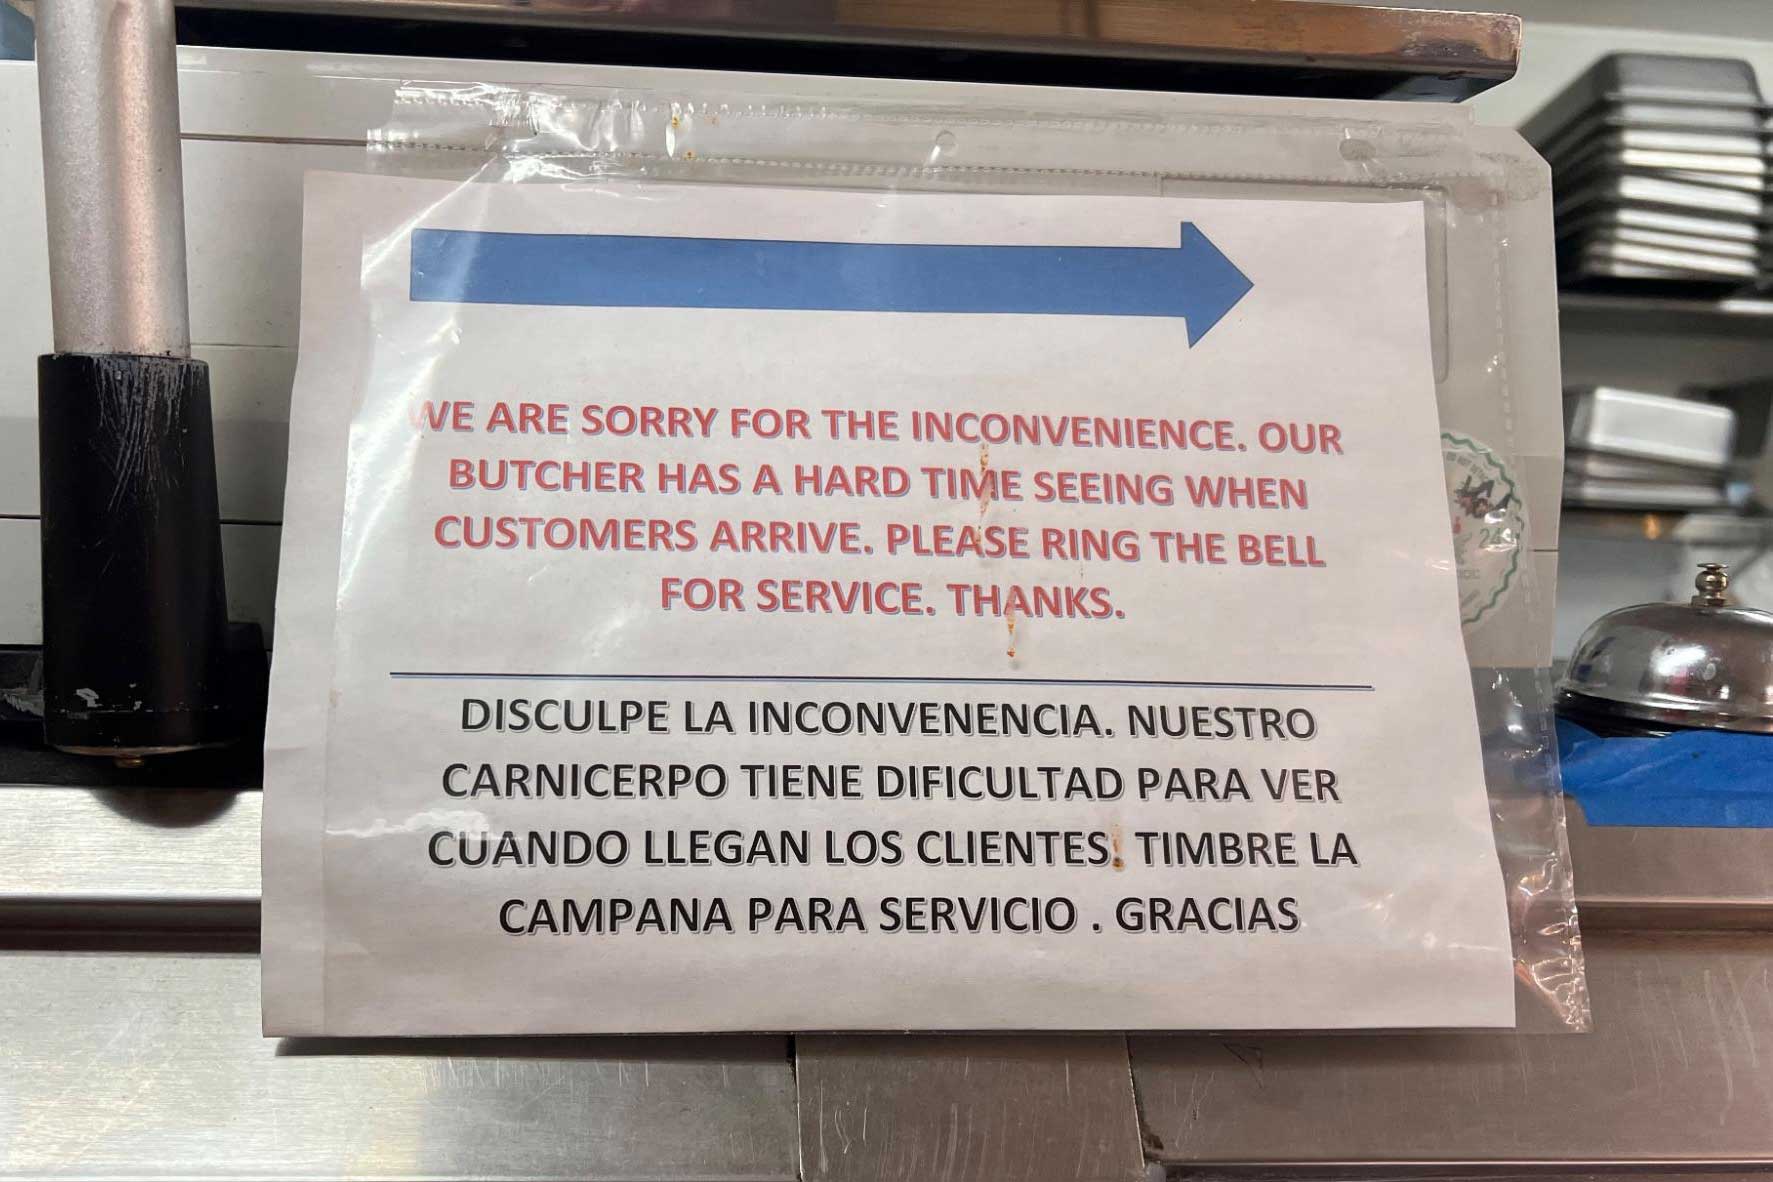 WE ARE SORRY FOR THE INCONVENIENCE. OUR
BUTCHER HAS A HARD TIME SEEING WHEN
CUSTOMERS ARRIVE. PLEASE RING THE BELL
FOR SERVICE. THANKS.
DISCULPE LA INCONVENENCIA. NUESTRO
CARNICERPO TIENE DIFICULTAD PARA VER
CUANDO LLEGAN LOS CLIENTES. TIMBRE LA
CAMPANA PARA SERVICIO . GRACIAS